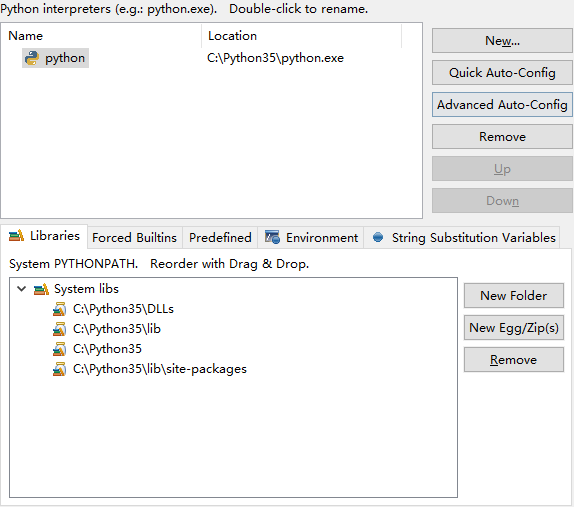 Python interpreters (e.g.: python.exe).   Double-click to rename.
Name Location
python C:\Python35\python.exe
New...
Quick Auto-Config
Advanced Auto-Config
Remove
Up
Down
Libraries Forced Builtins Predefined Environment String Substitution Variables
System PYTHONPATH.   Reorder with Drag & Drop.
System libs
C:\Python35\DLLs
C:\Python35\lib
C:\Python35
C:\Python35\lib\site-packages
New Folder
New Egg/Zip(s)
Remove